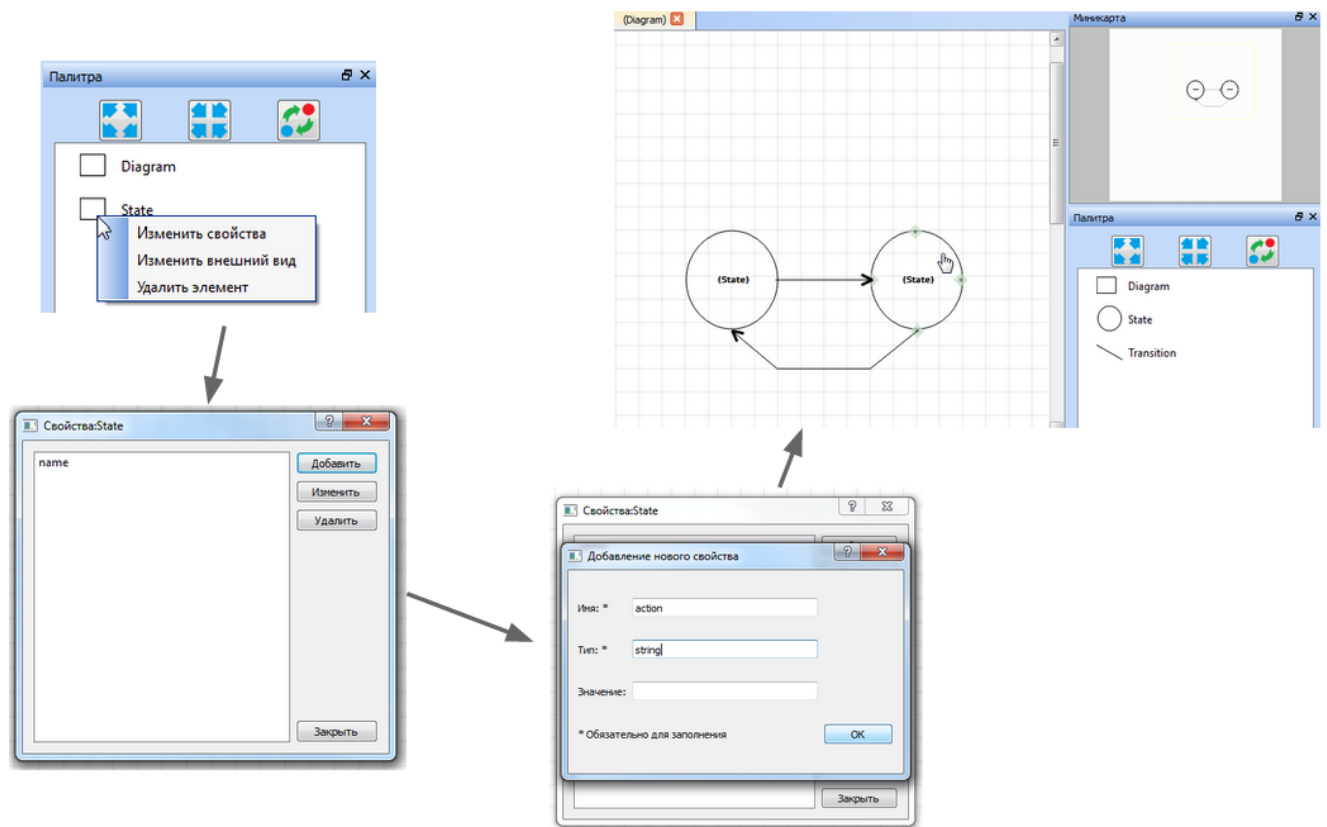 Палитра
Diagram
State
Изменить свойства
Изменить внешний вид
Удалить элемент
Свойства:State
name
Добавить
Изменить
Удалить
Закрыть
Свойства:State
Добавление нового свойства
Имя: *
action
Тип: *
string
Значение:
* Обязательно для заполнения
OK
Закрыть
(Diagram)
(State)
(State)
Миникарта
Палитра
Diagram
State
Transition